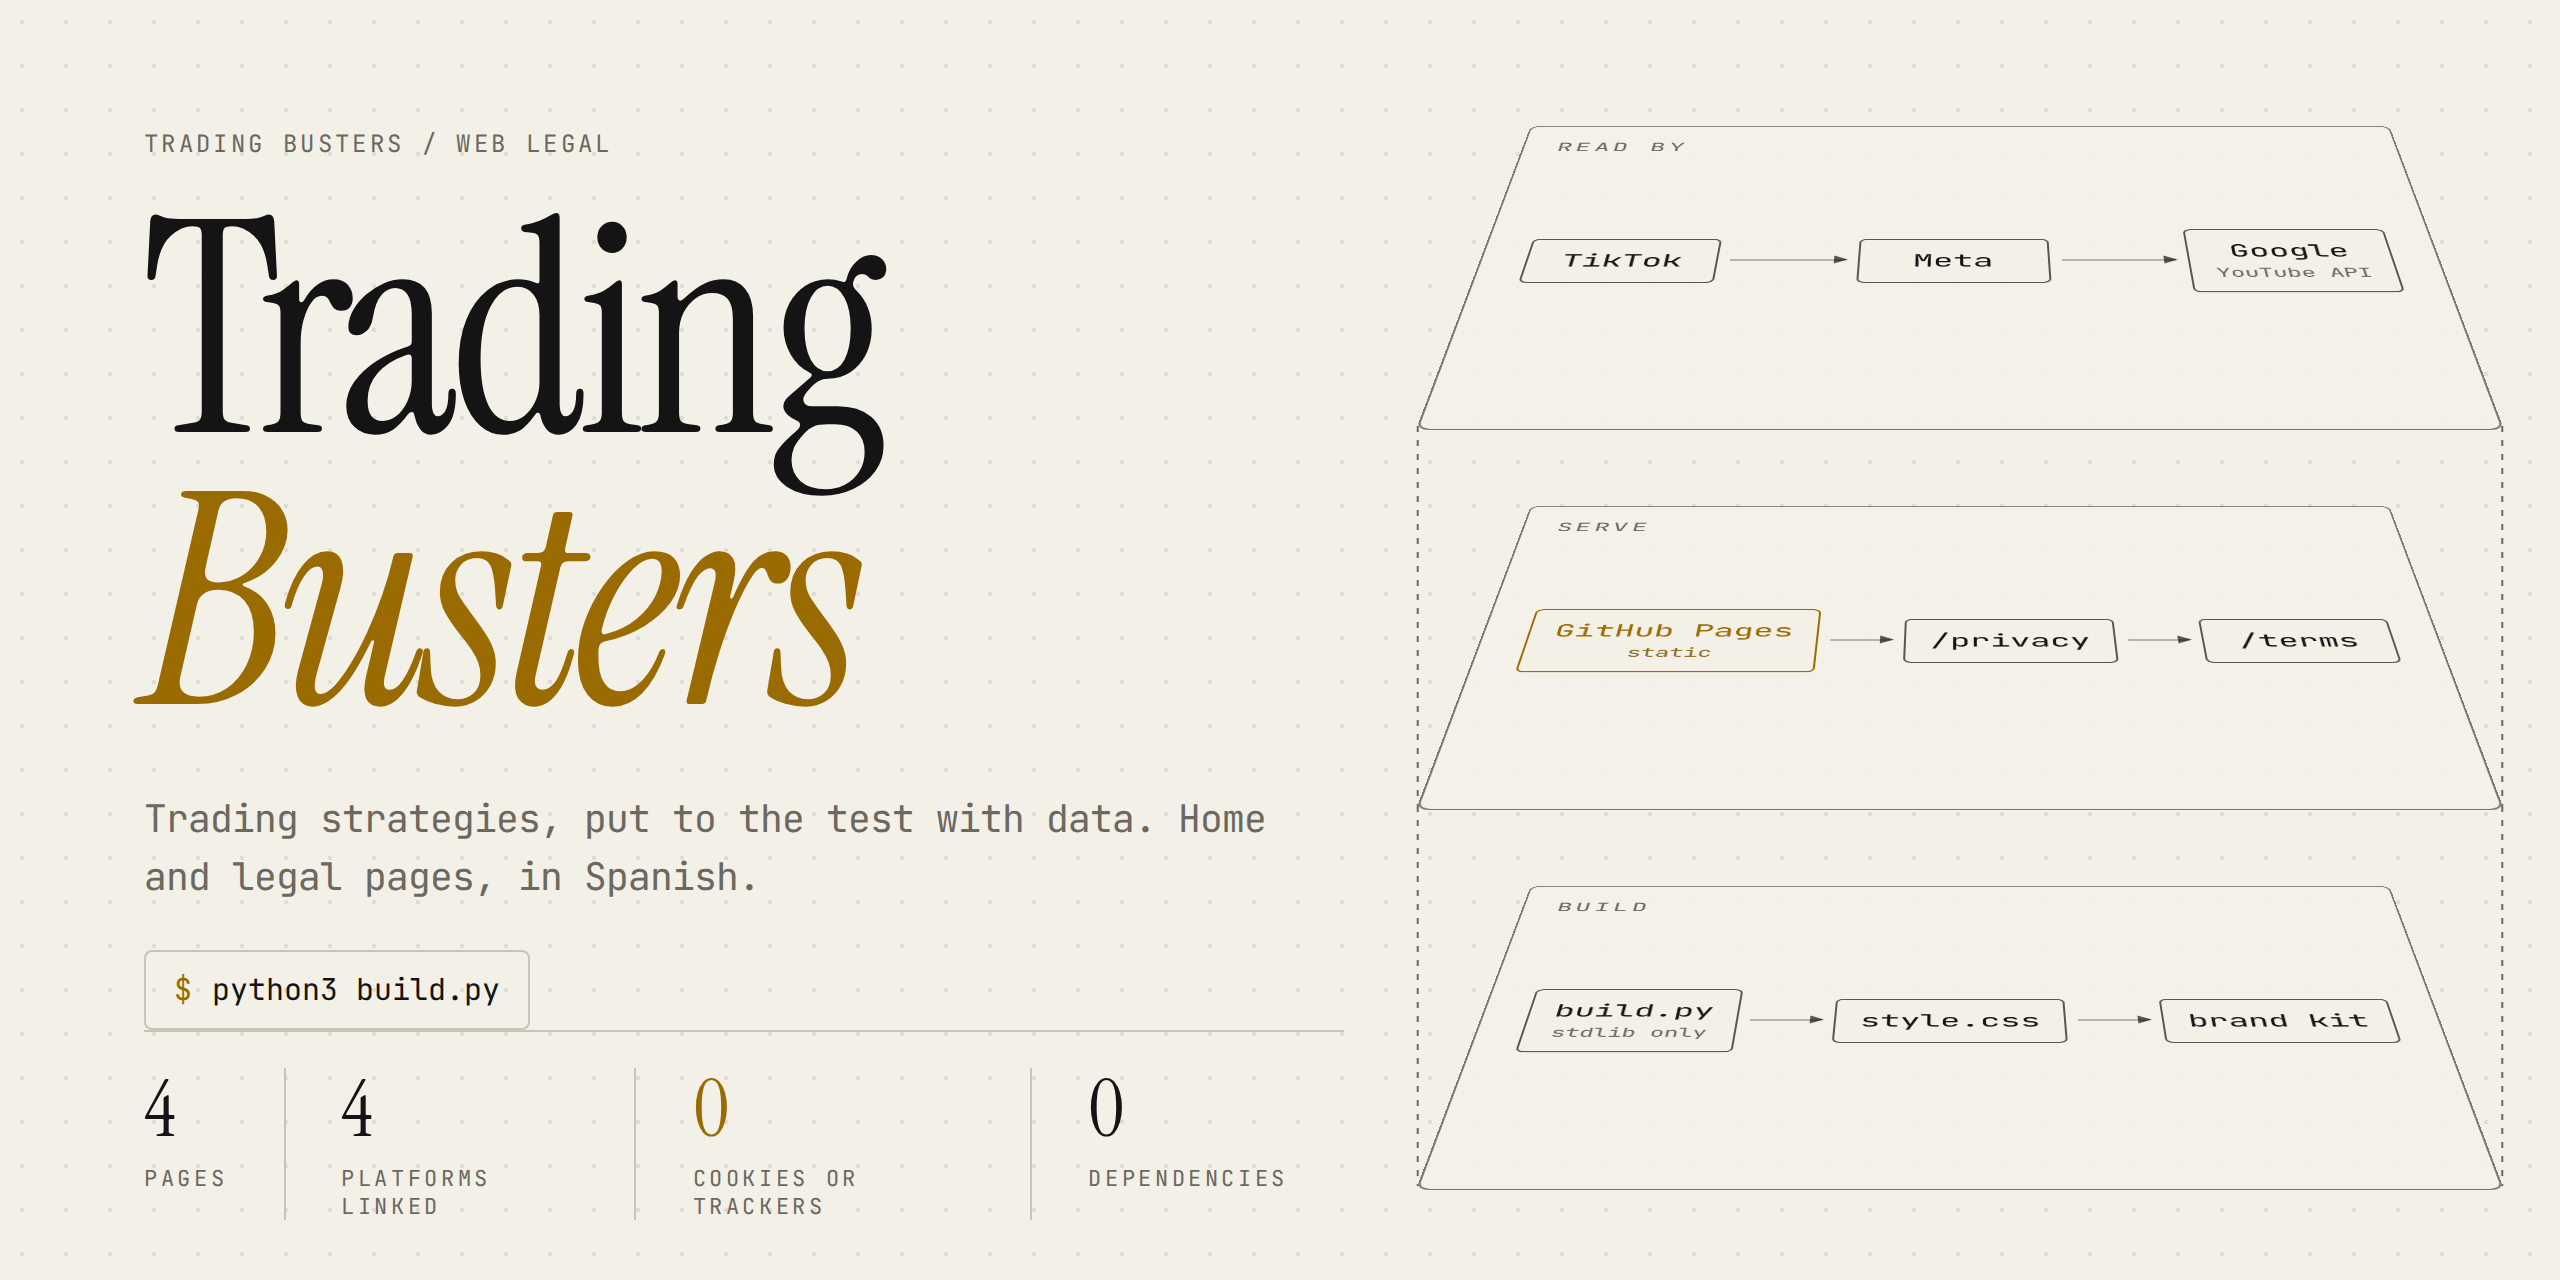 TRADING BUSTERS / WEB LEGAL
Trading
Busters
Trading strategies, put to the test with data. Home
and legal pages, in Spanish.
$ python3 build.py
4
PAGES
4
PLATFORMS
LINKED
0
COOKIES OR
TRACKERS
0
DEPENDENCIES
READ BY
TikTok
Meta
Google
YouTube API
SERVE
GitHub Pages
static
/privacy
/terms
BUILD
build.py
stdlib only
style.css
brand kit